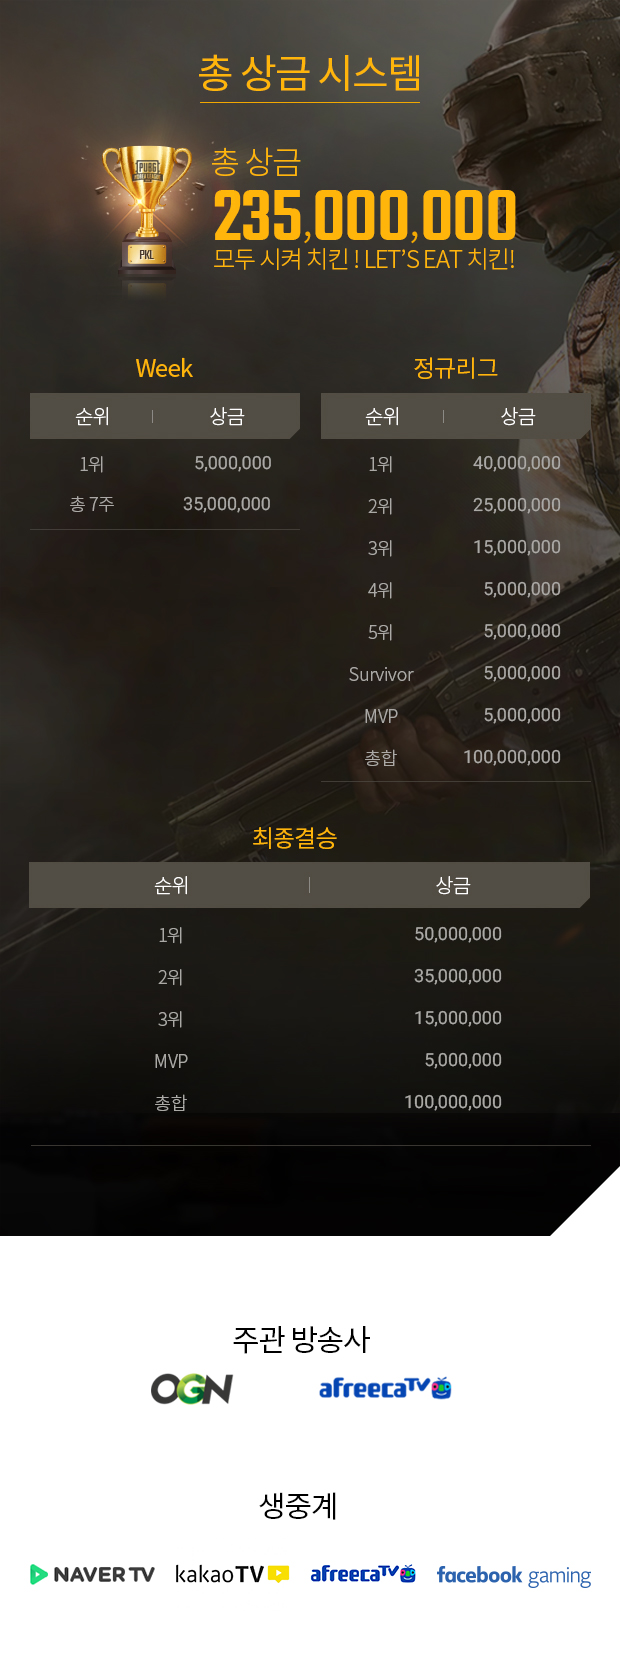 총 상금 시스템
총 상금
235,000,000
모두 시켜 치킨 ! LET'S EAT 치킨!
PUBG
PKL
Week
순위 상금
1위 5,000,000
총 7주 35,000,000
정규리그
순위 상금
1위 40,000,000
2위 25,000,000
3위 15,000,000
4위 5,000,000
5위 5,000,000
Survivor 5,000,000
MVP 5,000,000
총합 100,000,000
최종결승
순위 상금
1위 50,000,000
2위 35,000,000
3위 15,000,000
MVP 5,000,000
총합 100,000,000
주관 방송사
OGN afreecaTV
생중계
NAVER TV kakaoTV afreecaTV facebook gaming